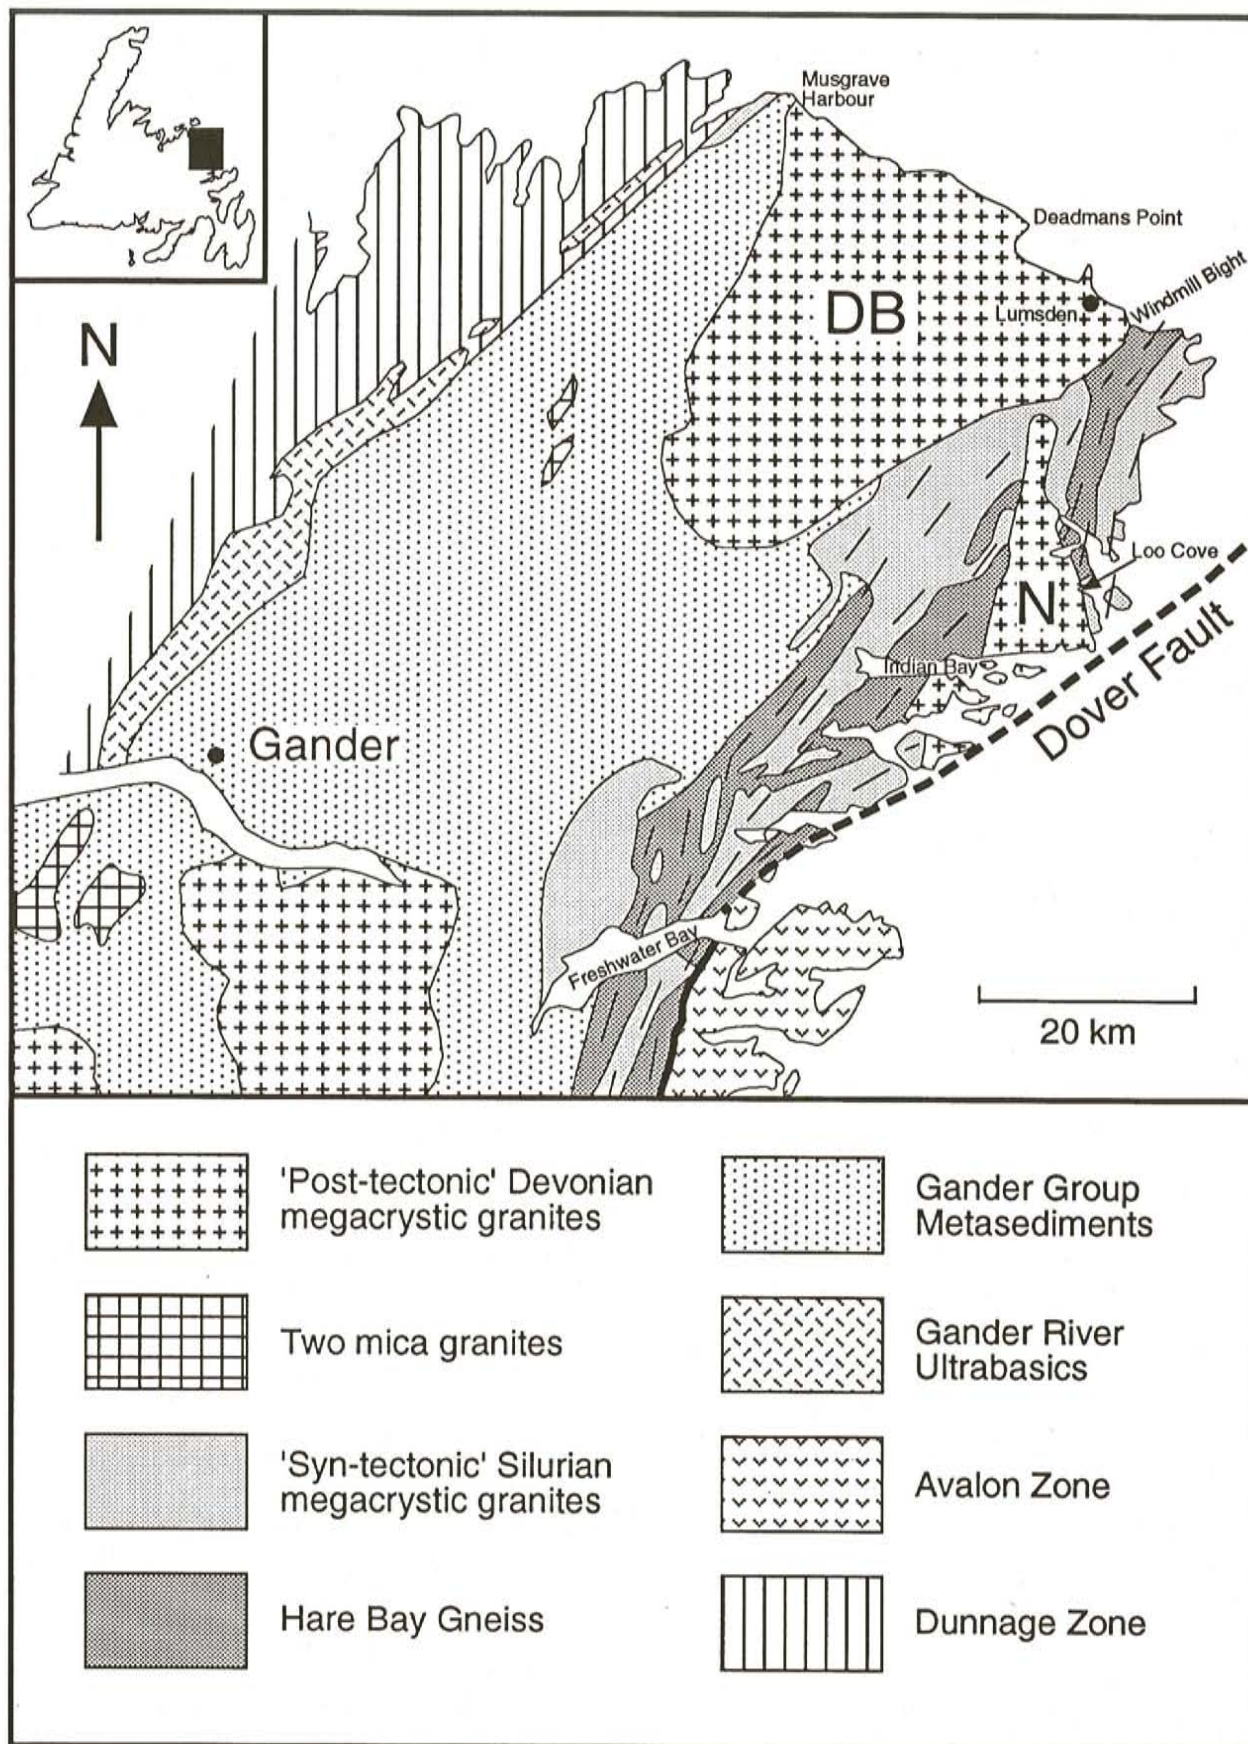 Musgrave
Harbour
Deadmans Point
Windmill Bight
DB
Lumsden
N
Loo Cove
N
Indian Bay
Dover Fault
Gander
Freshwater Bay
20 km
'Post-tectonic' Devonian
megacrystic granites
Two mica granites
'Syn-tectonic' Silurian
megacrystic granites
Hare Bay Gneiss
Gander Group
Metasediments
Gander River
Ultrabasics
Avalon Zone
Dunnage Zone